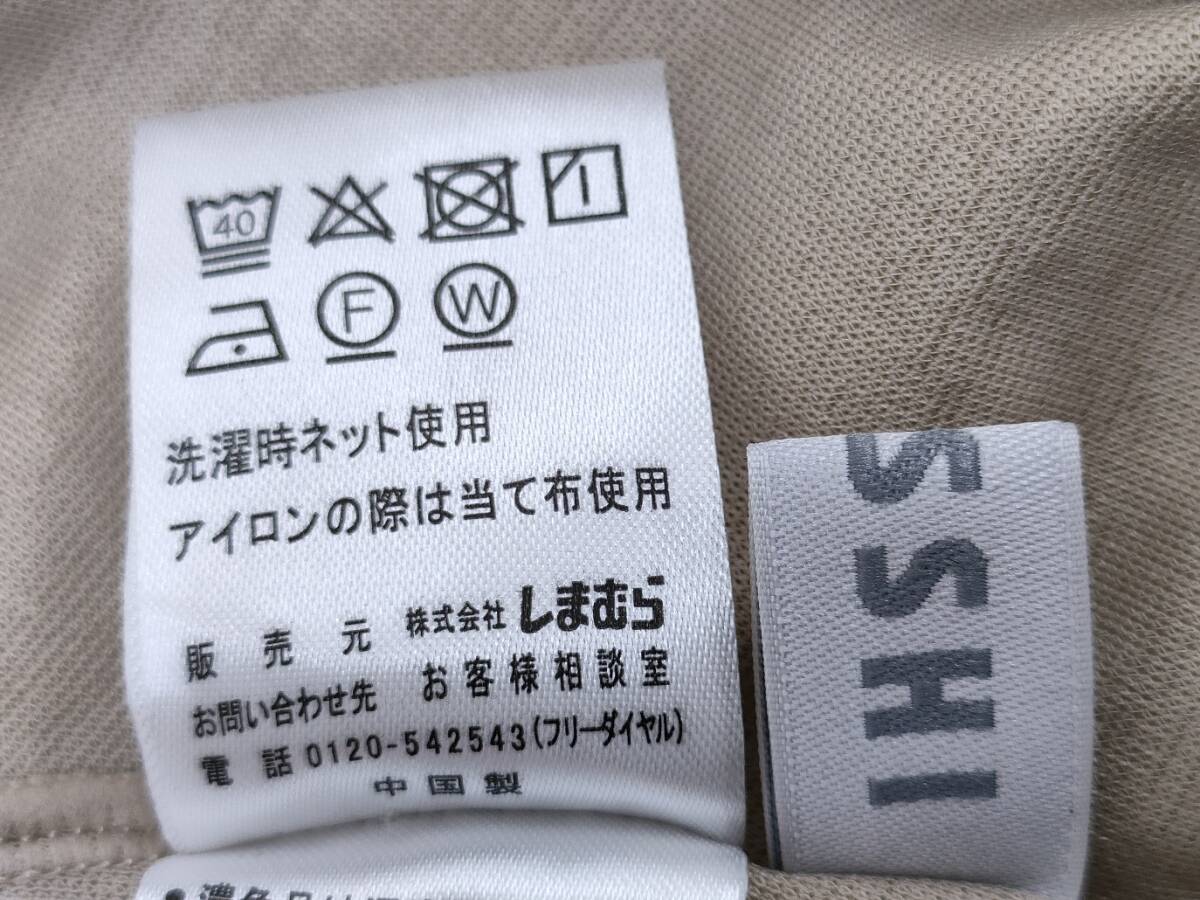 40
F W
洗濯時ネット使用
アイロンの際は当て布使用
販売元 株式会社 しまむら
お問い合わせ先 お客様相談室
電話 0120-542543(フリーダイヤル)
中国製
SSHI